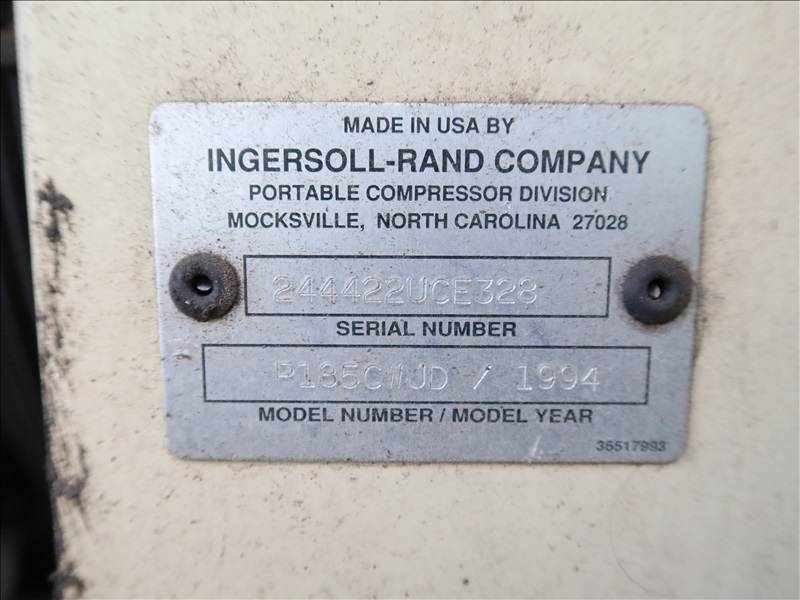 MADE IN USA BY
INGERSOLL-RAND COMPANY
PORTABLE COMPRESSOR DIVISION
MOCKSVILLE, NORTH CAROLINA 27028
244422UCE328
SERIAL NUMBER
P185CWJD / 1994
MODEL NUMBER / MODEL YEAR
36517993